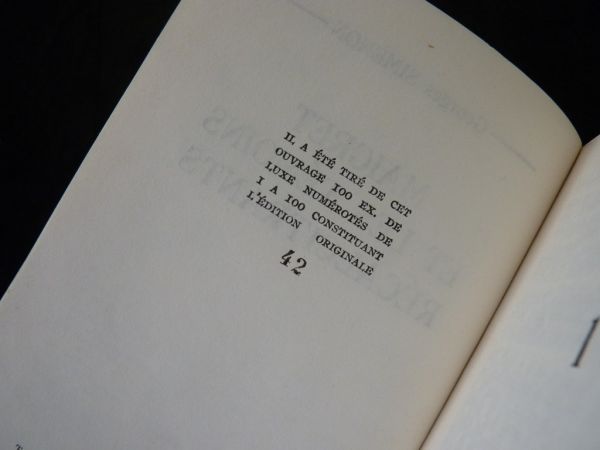 IL A ÉTÉ TIRÉ DE CET
OUVRAGE 100 EX. DE
LUXE NUMÉROTÉS DE
1 A 100 CONSTITUANT
L'ÉDITION ORIGINALE
42